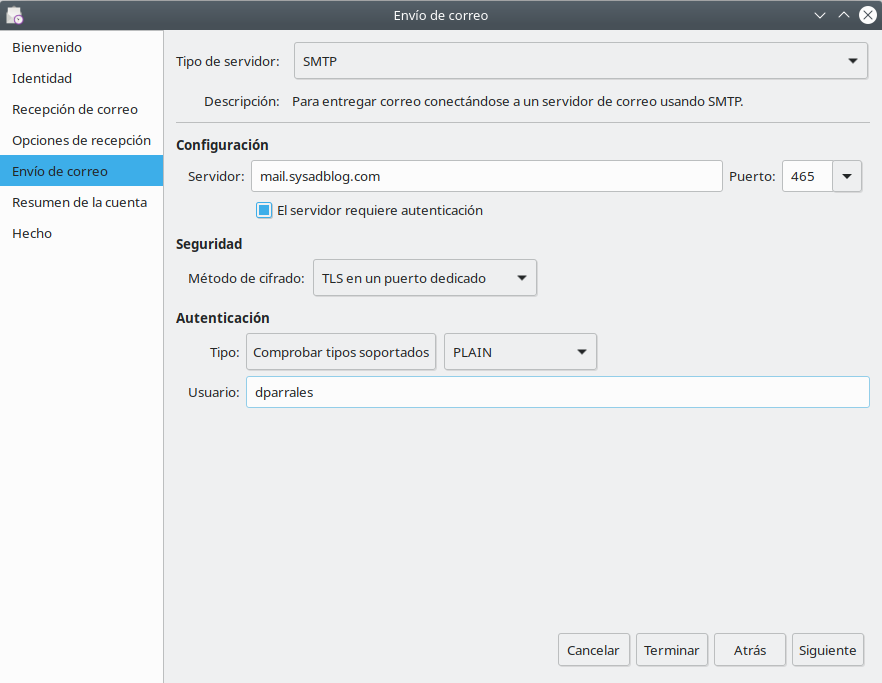 Envío de correo
Bienvenido
Identidad
Recepción de correo
Opciones de recepción
Envío de correo
Resumen de la cuenta
Hecho
Tipo de servidor: SMTP
Descripción: Para entregar correo conectándose a un servidor de correo usando SMTP.
Configuración
Servidor: mail.sysadblog.com Puerto: 465
El servidor requiere autenticación
Seguridad
Método de cifrado: TLS en un puerto dedicado
Autenticación
Tipo: Comprobar tipos soportados PLAIN
Usuario: dparrales
Cancelar Terminar Atrás Siguiente